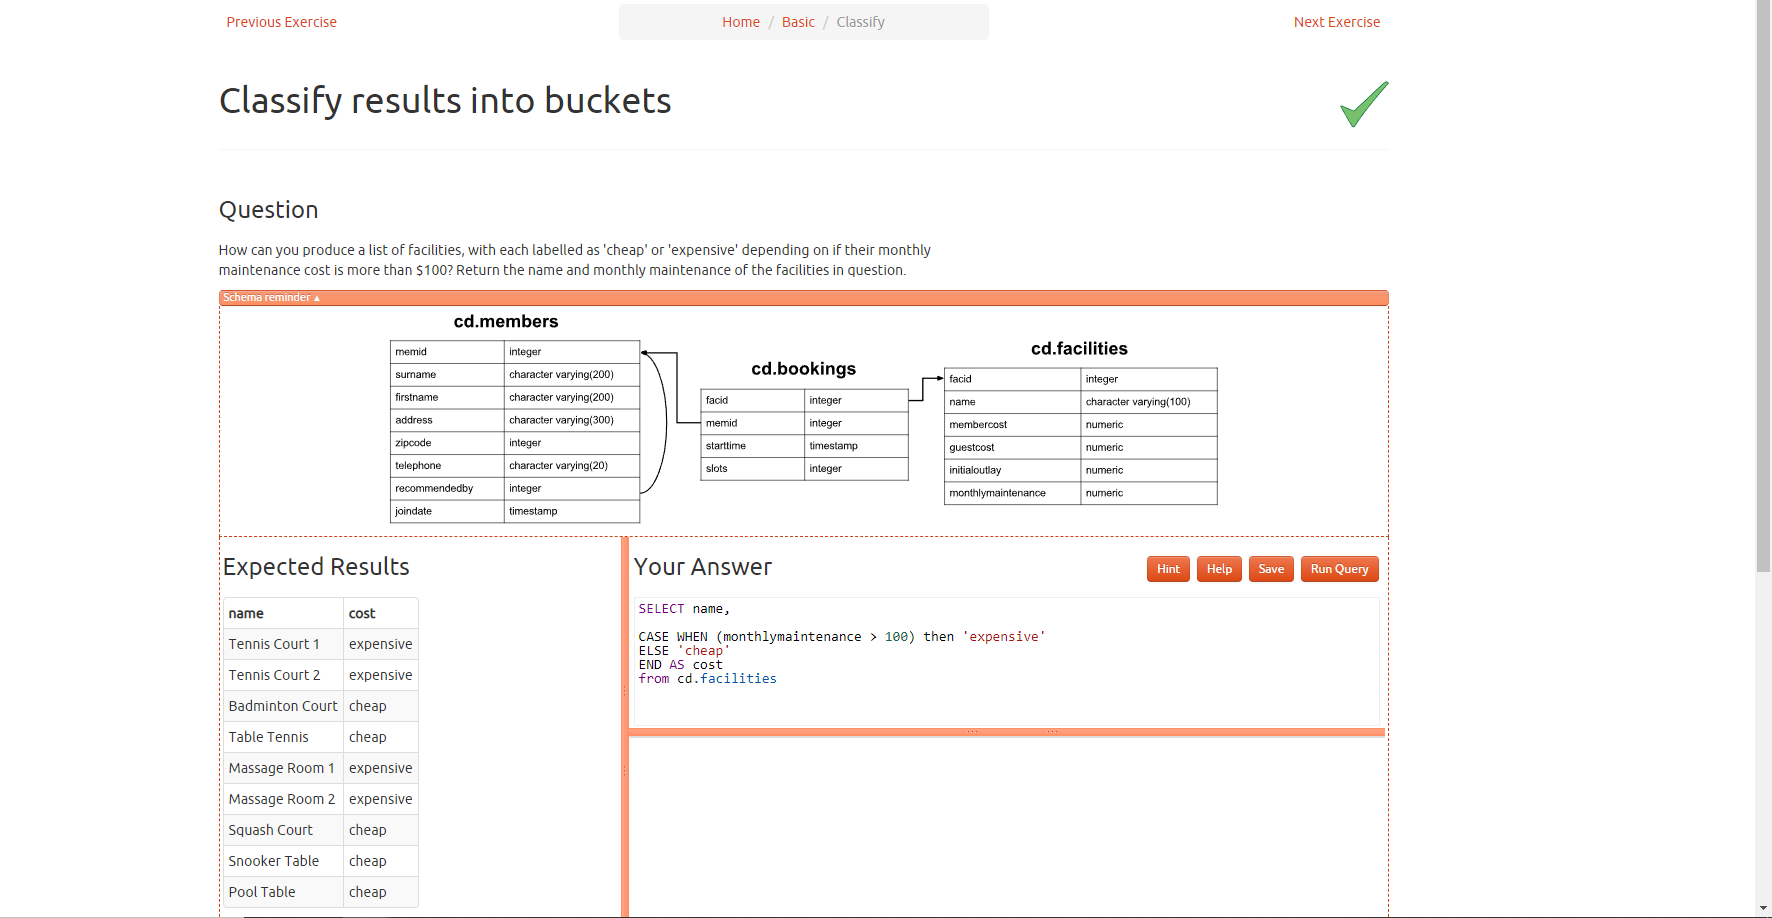 Previous Exercise
Home / Basic / Classify
Next Exercise
Classify results into buckets
Question
How can you produce a list of facilities, with each labelled as 'cheap' or 'expensive' depending on if their monthly
maintenance cost is more than $100? Return the name and monthly maintenance of the facilities in question.
Schema reminder ▴
cd.members
memid integer
surname character varying(200)
firstname character varying(200)
address character varying(300)
zipcode integer
telephone character varying(20)
recommendedby integer
joindate timestamp
cd.bookings
facid integer
memid integer
starttime timestamp
slots integer
cd.facilities
facid integer
name character varying(100)
membercost numeric
guestcost numeric
initialoutlay numeric
monthlymaintenance numeric
Expected Results
name cost
Tennis Court 1 expensive
Tennis Court 2 expensive
Badminton Court cheap
Table Tennis cheap
Massage Room 1 expensive
Massage Room 2 expensive
Squash Court cheap
Snooker Table cheap
Pool Table cheap
Your Answer
Hint Help Save Run Query
SELECT name,
CASE WHEN (monthlymaintenance > 100) then 'expensive'
ELSE 'cheap'
END AS cost
from cd.facilities